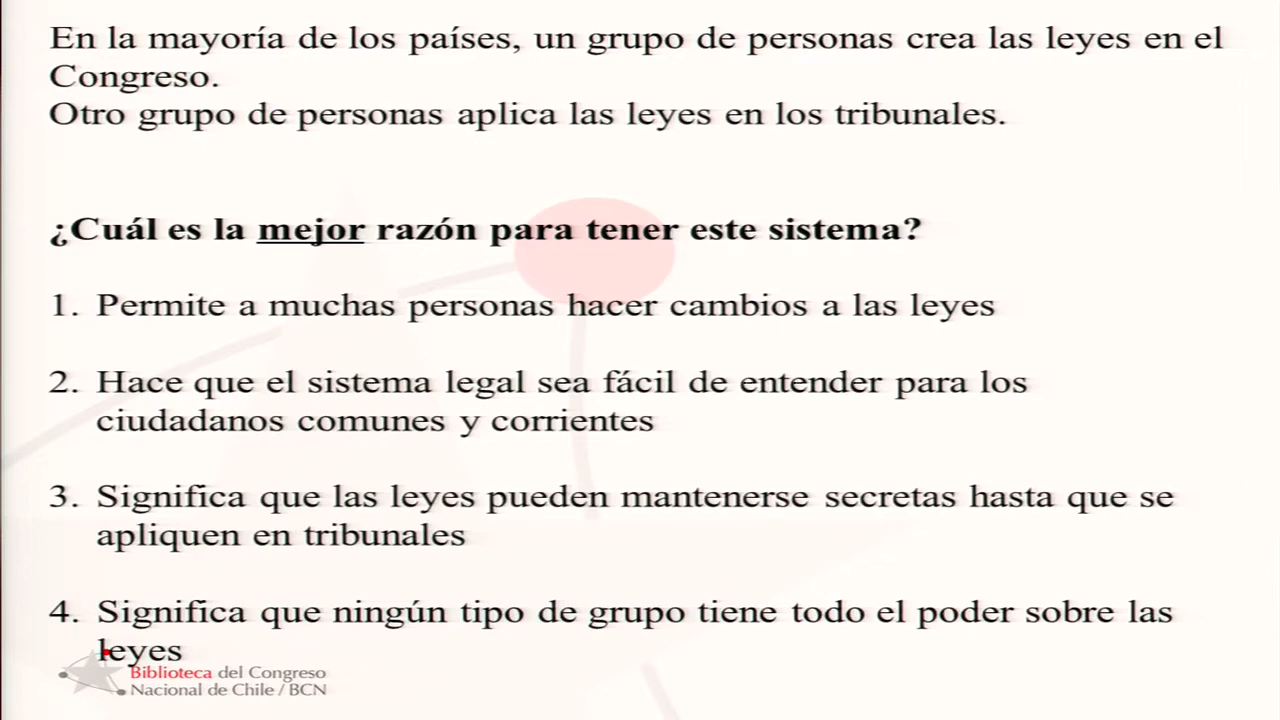 En la mayoría de los países, un grupo de personas crea las leyes en el
Congreso.
Otro grupo de personas aplica las leyes en los tribunales.
¿Cuál es la mejor razón para tener este sistema?
1. Permite a muchas personas hacer cambios a las leyes
2. Hace que el sistema legal sea fácil de entender para los
ciudadanos comunes y corrientes
3. Significa que las leyes pueden mantenerse secretas hasta que se
apliquen en tribunales
4. Significa que ningún tipo de grupo tiene todo el poder sobre las
leyes
Biblioteca del Congreso
Nacional de Chile / BCN